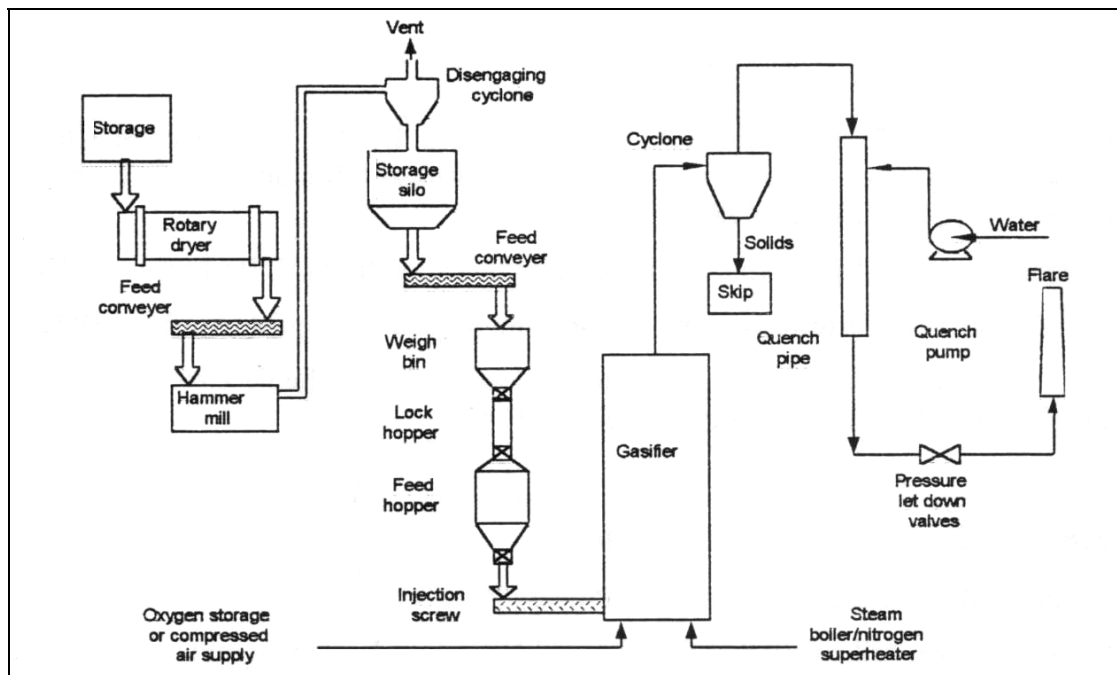 Vent
Disengaging
cyclone
Storage
Storage
silo
Rotary
dryer
Feed
conveyer
Feed
conveyer
Hammer
mill
Weigh
bin
Lock
hopper
Feed
hopper
Injection
screw
Oxygen storage
or compressed
air supply
Gasifier
Steam
boiler/nitrogen
superheater
Cyclone
Solids
Skip
Quench
pipe
Water
Quench
pump
Flare
Pressure
let down
valves